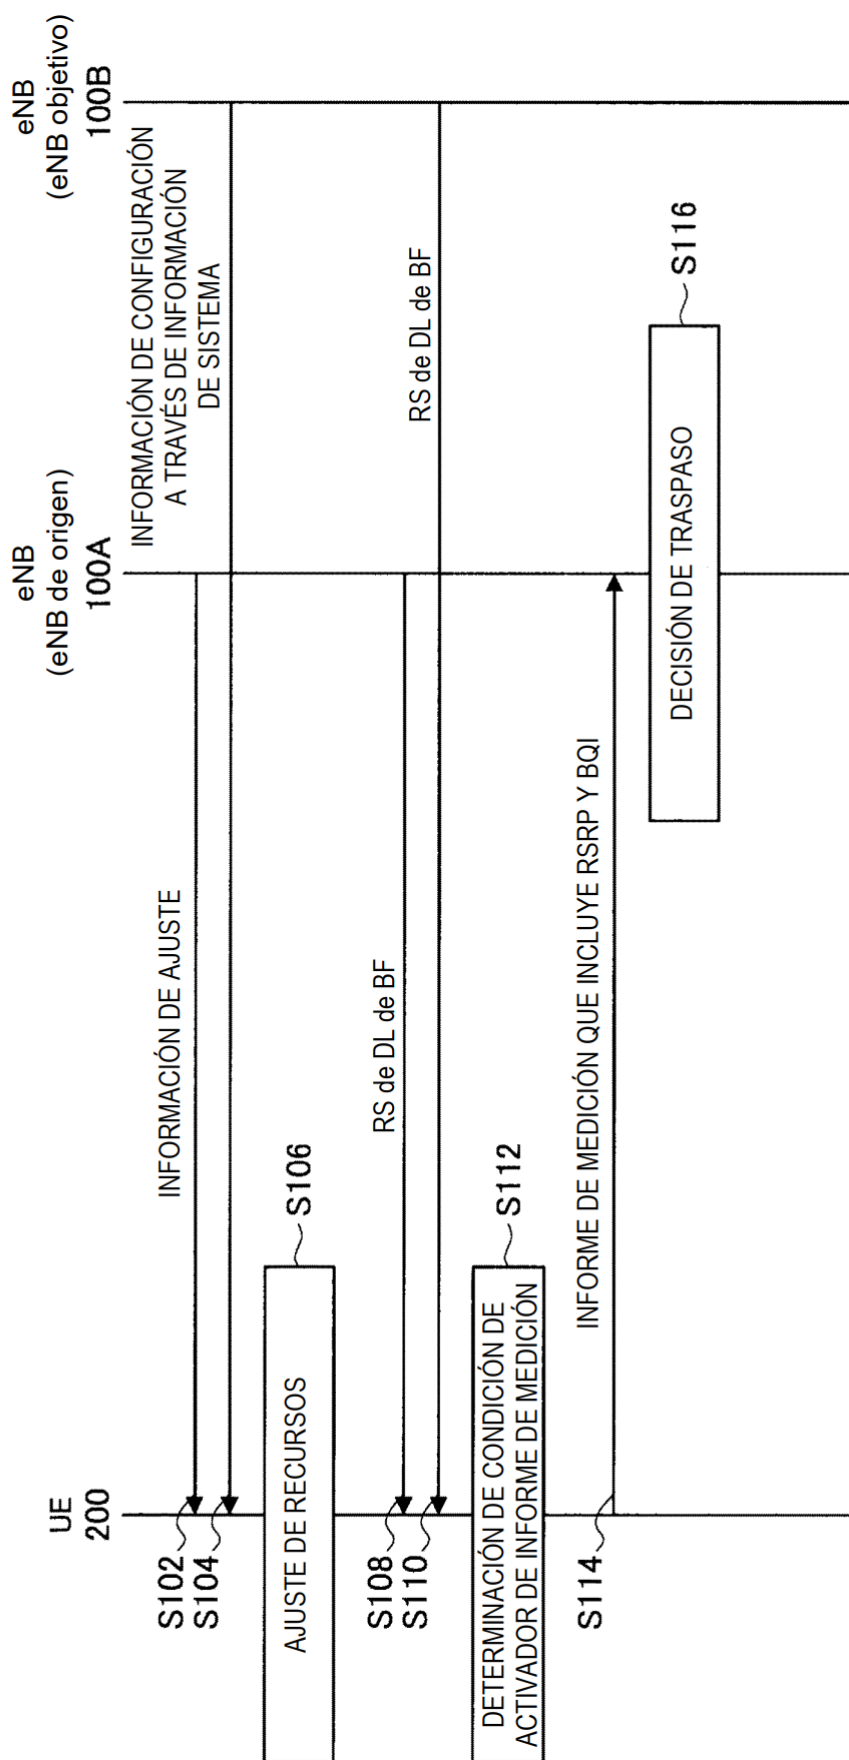 UE
200
eNB
(eNB de origen)
100A
eNB
(eNB objetivo)
100B
S102
INFORMACIÓN DE AJUSTE
S104
INFORMACIÓN DE CONFIGURACIÓN
A TRAVÉS DE INFORMACIÓN
DE SISTEMA
AJUSTE DE RECURSOS
S106
S108
RS de DL de BF
S110
RS de DL de BF
DETERMINACIÓN DE CONDICIÓN DE
ACTIVADOR DE INFORME DE MEDICIÓN
S112
S114
INFORME DE MEDICIÓN QUE INCLUYE RSRP Y BQI
DECISIÓN DE TRASPASO
S116